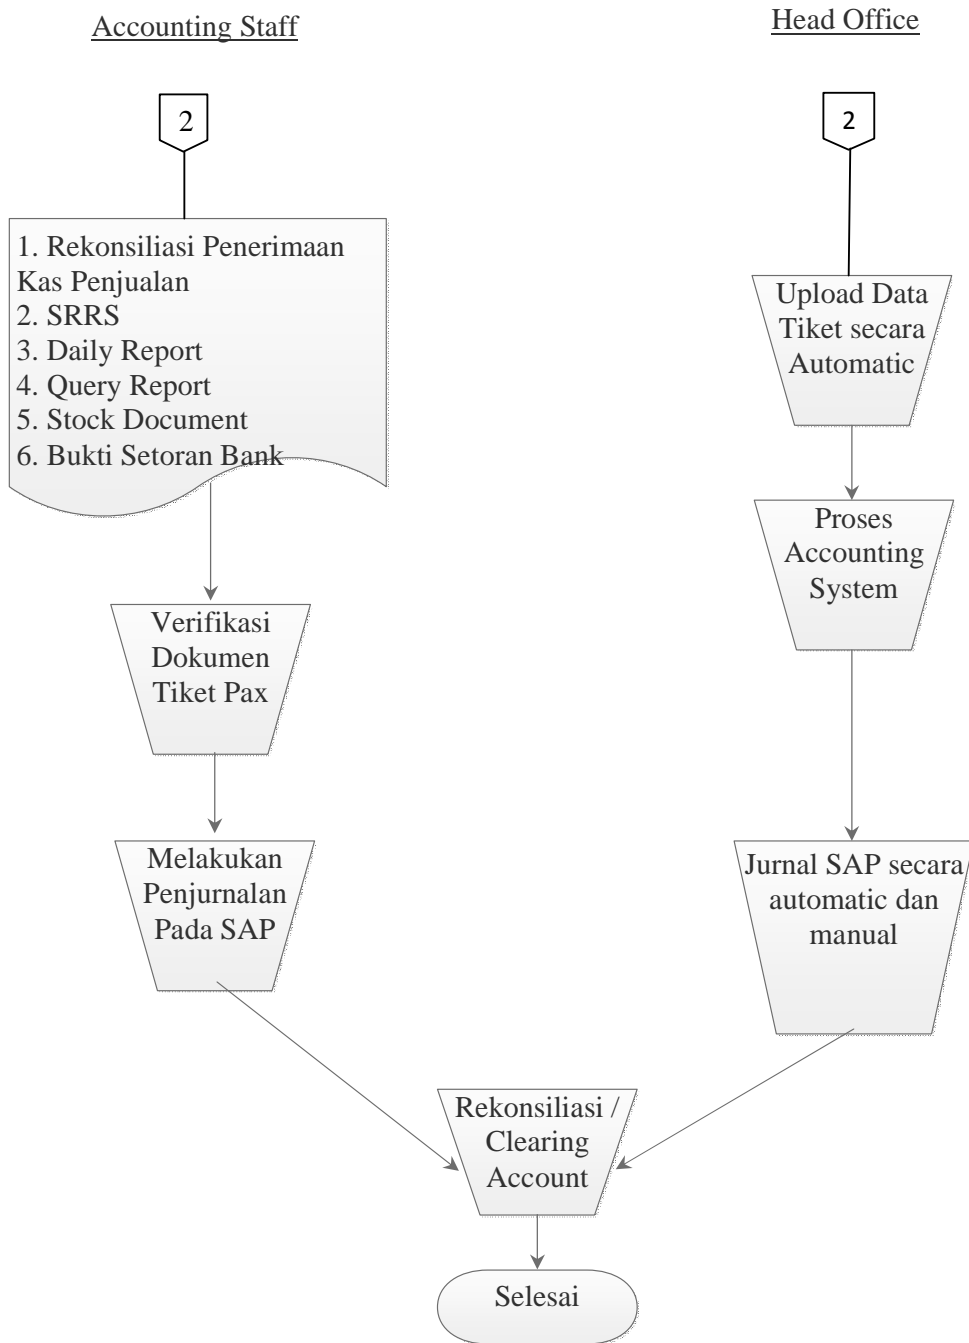 Accounting Staff
Head Office
2
2
1. Rekonsiliasi Penerimaan
Kas Penjualan
2. SRRS
3. Daily Report
4. Query Report
5. Stock Document
6. Bukti Setoran Bank
Upload Data
Tiket secara
Automatic
Proses
Accounting
System
Verifikasi
Dokumen
Tiket Pax
Melakukan
Penjurnalan
Pada SAP
Jurnal SAP secara
automatic dan
manual
Rekonsiliasi /
Clearing
Account
Selesai